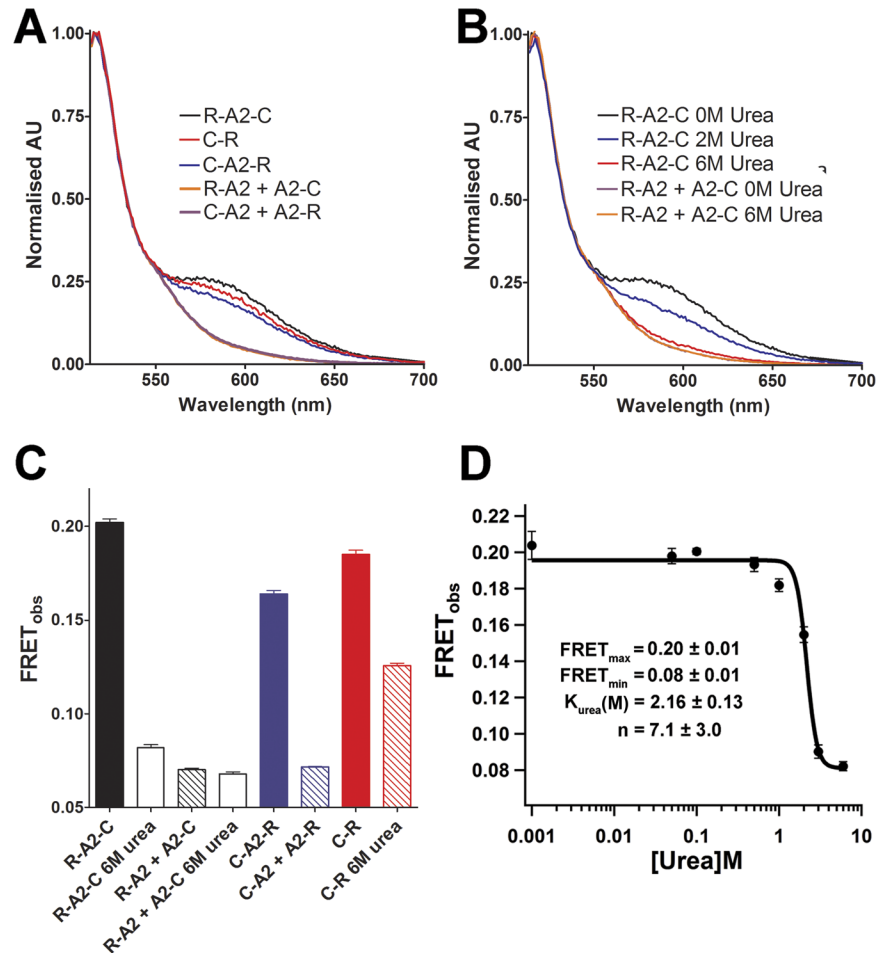 A
1.00
0.75
0.50
0.25
0.00
Normalised AU
R-A2-C
C-R
C-A2-R
R-A2 + A2-C
C-A2 + A2-R
550
600
650
700
Wavelength (nm)
B
1.00
0.75
0.50
0.25
0.00
Normalised AU
R-A2-C 0M Urea
R-A2-C 2M Urea
R-A2-C 6M Urea
R-A2 + A2-C 0M Urea
R-A2 + A2-C 6M Urea
550
600
650
700
Wavelength (nm)
C
0.20
0.15
0.10
0.05
FRETobs
R-A2-C
R-A2-C 6M urea
R-A2 + A2-C
R-A2 + A2-C 6M urea
C-A2-R
C-A2 + A2-R
C-R
C-R 6M urea
D
0.22
0.20
0.18
0.16
0.14
0.12
0.10
0.08
FRETobs
FRETmax = 0.20 ± 0.01
FRETmin = 0.08 ± 0.01
Kurea(M) = 2.16 ± 0.13
n = 7.1 ± 3.0
0.001
0.01
0.1
1
10
[Urea]M